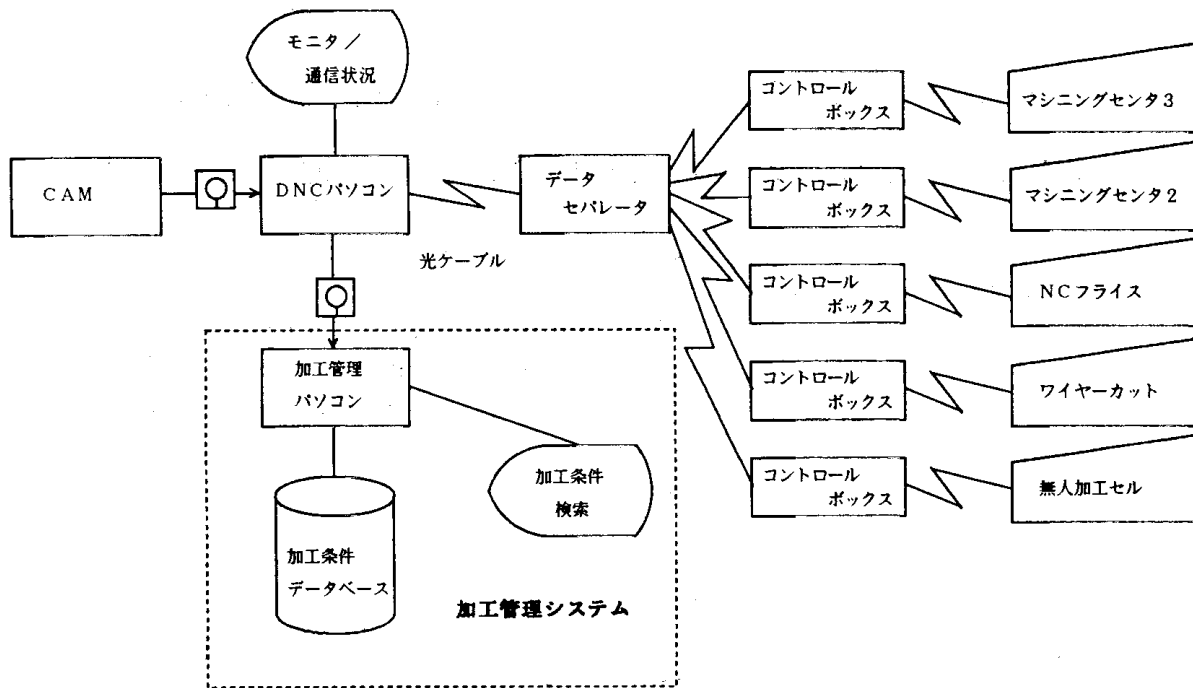 モニタ／
通信状況
CAM
DNCパソコン
データ
セパレータ
光ケーブル
コントロール
ボックス
マシニングセンタ3
コントロール
ボックス
マシニングセンタ2
コントロール
ボックス
NCフライス
コントロール
ボックス
ワイヤーカット
コントロール
ボックス
無人加工セル
加工管理
パソコン
加工条件
検索
加工条件
データベース
加工管理システム